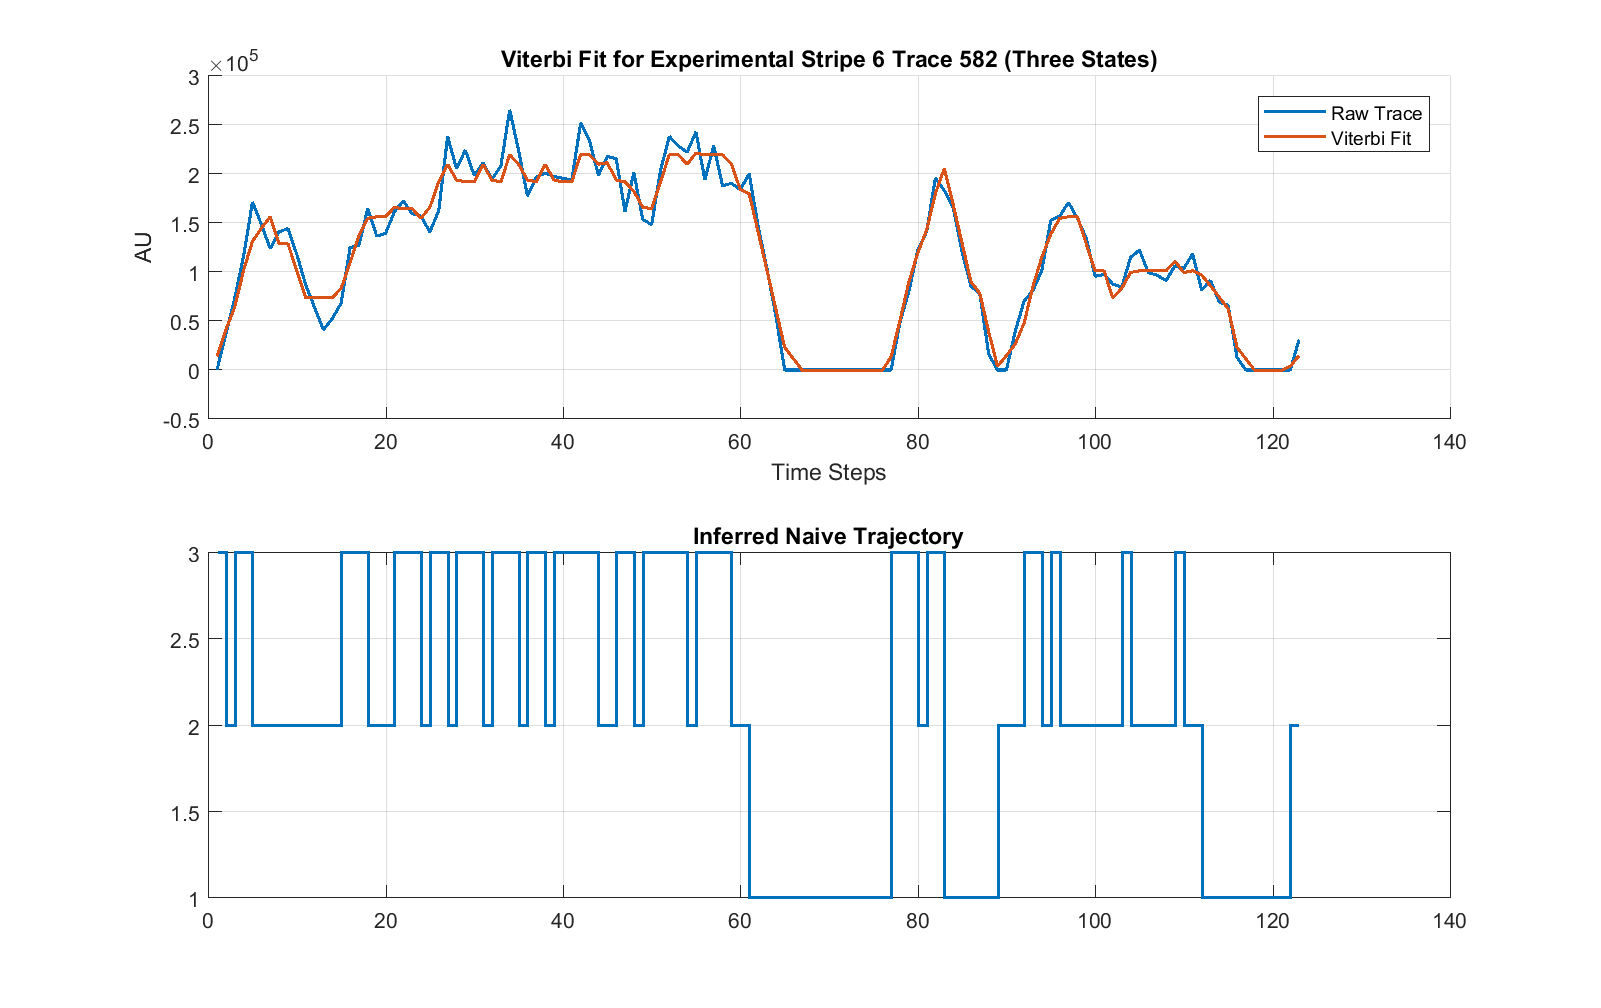 Viterbi Fit for Experimental Stripe 6 Trace 582 (Three States)
×10⁵
3
2.5
2
1.5
1
0.5
0
-0.5
AU
Raw Trace
Viterbi Fit
0 20 40 60 80 100 120 140
Time Steps
Inferred Naive Trajectory
3
2.5
2
1.5
1
0 20 40 60 80 100 120 140